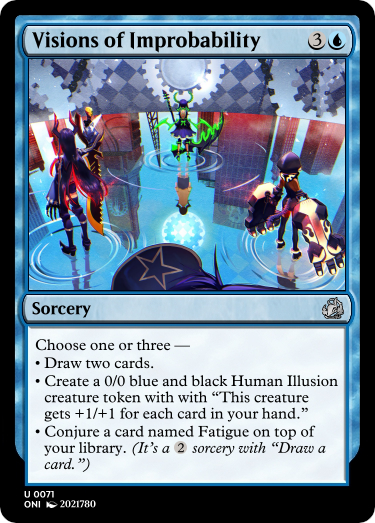 Visions of Improbability 3
Sorcery
Choose one or three —
• Draw two cards.
• Create a 0/0 blue and black Human Illusion
creature token with with “This creature
gets +1/+1 for each card in your hand.”
• Conjure a card named Fatigue on top of
your library. (It's a 2 sorcery with “Draw a
card.”)
U 0071
ONI 2021780